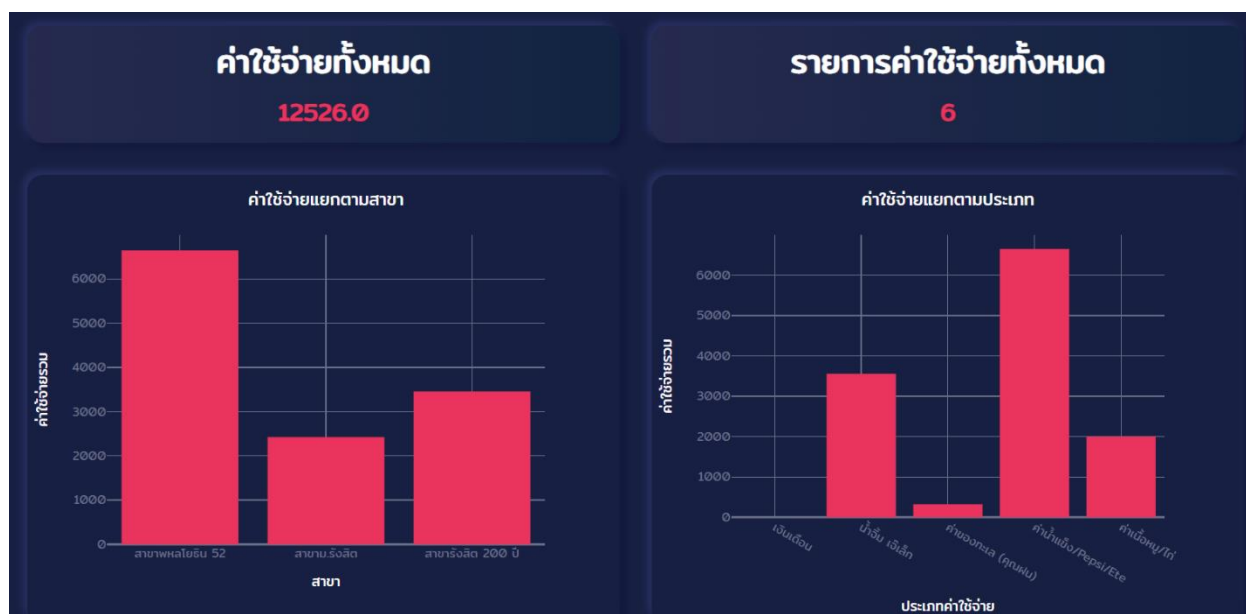 ค่าใช้จ่ายทั้งหมด
12526.0
รายการค่าใช้จ่ายทั้งหมด
6
ค่าใช้จ่ายแยกตามสาขา
ค่าใช้จ่ายรวม
6000
5000
4000
3000
2000
1000
0
สาขาพหลโยธิน 52
สาขาม.รังสิต
สาขารังสิต 200 ปี
สาขา
ค่าใช้จ่ายแยกตามประเภท
ค่าใช้จ่ายรวม
6000
5000
4000
3000
2000
1000
0
เงินเดือน
น้ำจิ้ม เจ๊เล็ก
ค่าของทะเล (คุณฝน)
ค่าน้ำแข็ง/Pepsi/Ete
ค่าเนื้อหมู/ไก่
ประเภทค่าใช้จ่าย